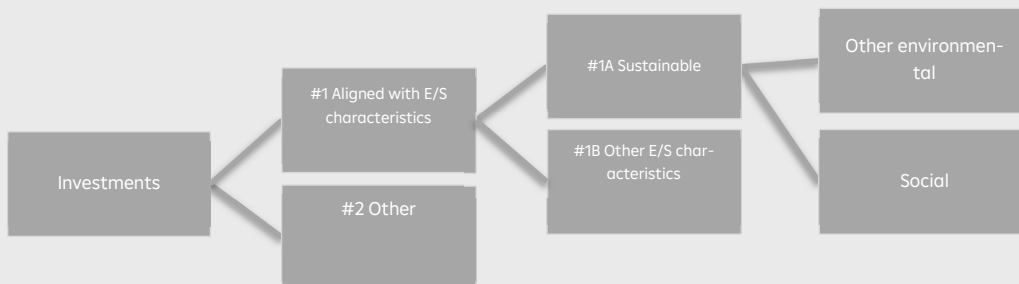 Investments
#1 Aligned with E/S
characteristics
#2 Other
#1A Sustainable
#1B Other E/S char-
acteristics
Other environmen-
tal
Social